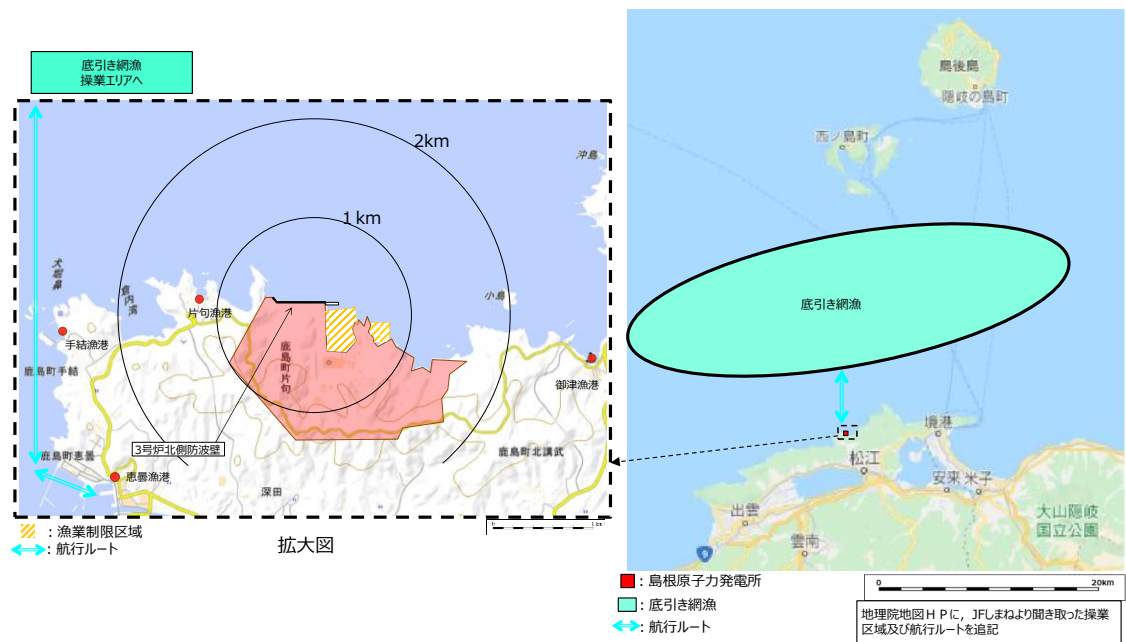 底引き網漁
操業エリアへ
2km
1km
沖島
犬堀鼻
倉内湾
小島
片句漁港
手結漁港
鹿島町手結
鹿島町片句
御津漁港
3号炉北側防波壁
鹿島町恵曇
恵曇漁港
鹿島町北講武
深田
0 1km
:漁業制限区域
:航行ルート
拡大図
島後島
隠岐の島町
西ノ島町
底引き網漁
境港
松江
安来 米子
出雲
雲南
大山隠岐
国立公園
9
:島根原子力発電所
:底引き網漁
:航行ルート
0 20km
地理院地図HPに,JFしまねより聞き取った操業
区域及び航行ルートを追記